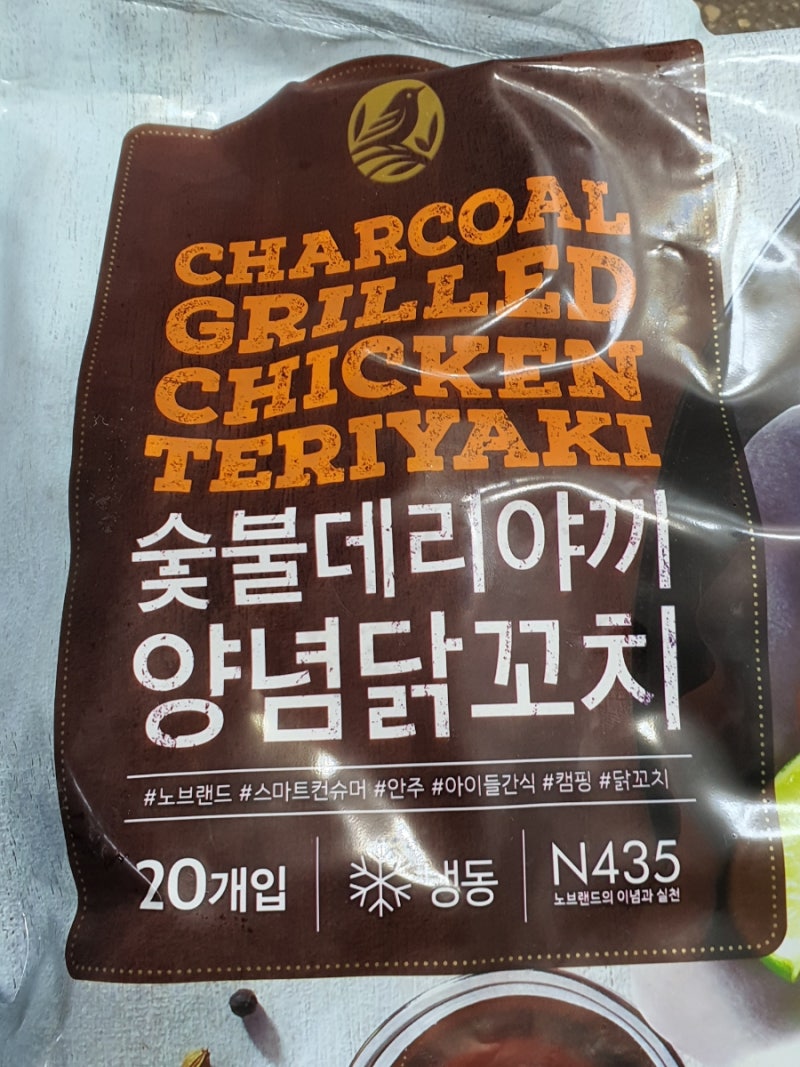 CHARCOAL
GRILLED
CHICKEN
TERIYAKI
숯불데리야끼
양념닭꼬치
#노브랜드 #스마트컨슈머 #안주 #아이들간식 #캠핑 #닭꼬치
20개입 냉동 N435
노브랜드의 이념과 실천